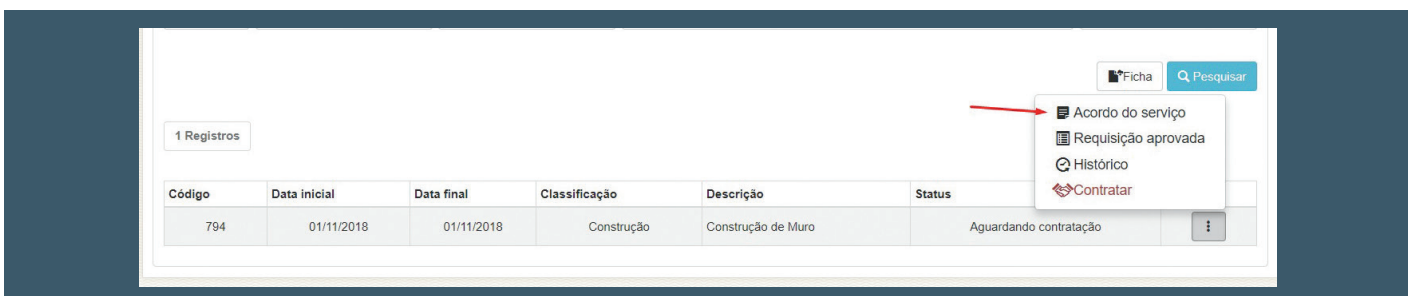 Ficha Pesquisar
Acordo do serviço
1 Registros
Requisição aprovada
Histórico
Contratar
Código Data inicial Data final Classificação Descrição Status
794 01/11/2018 01/11/2018 Construção Construção de Muro Aguardando contratação